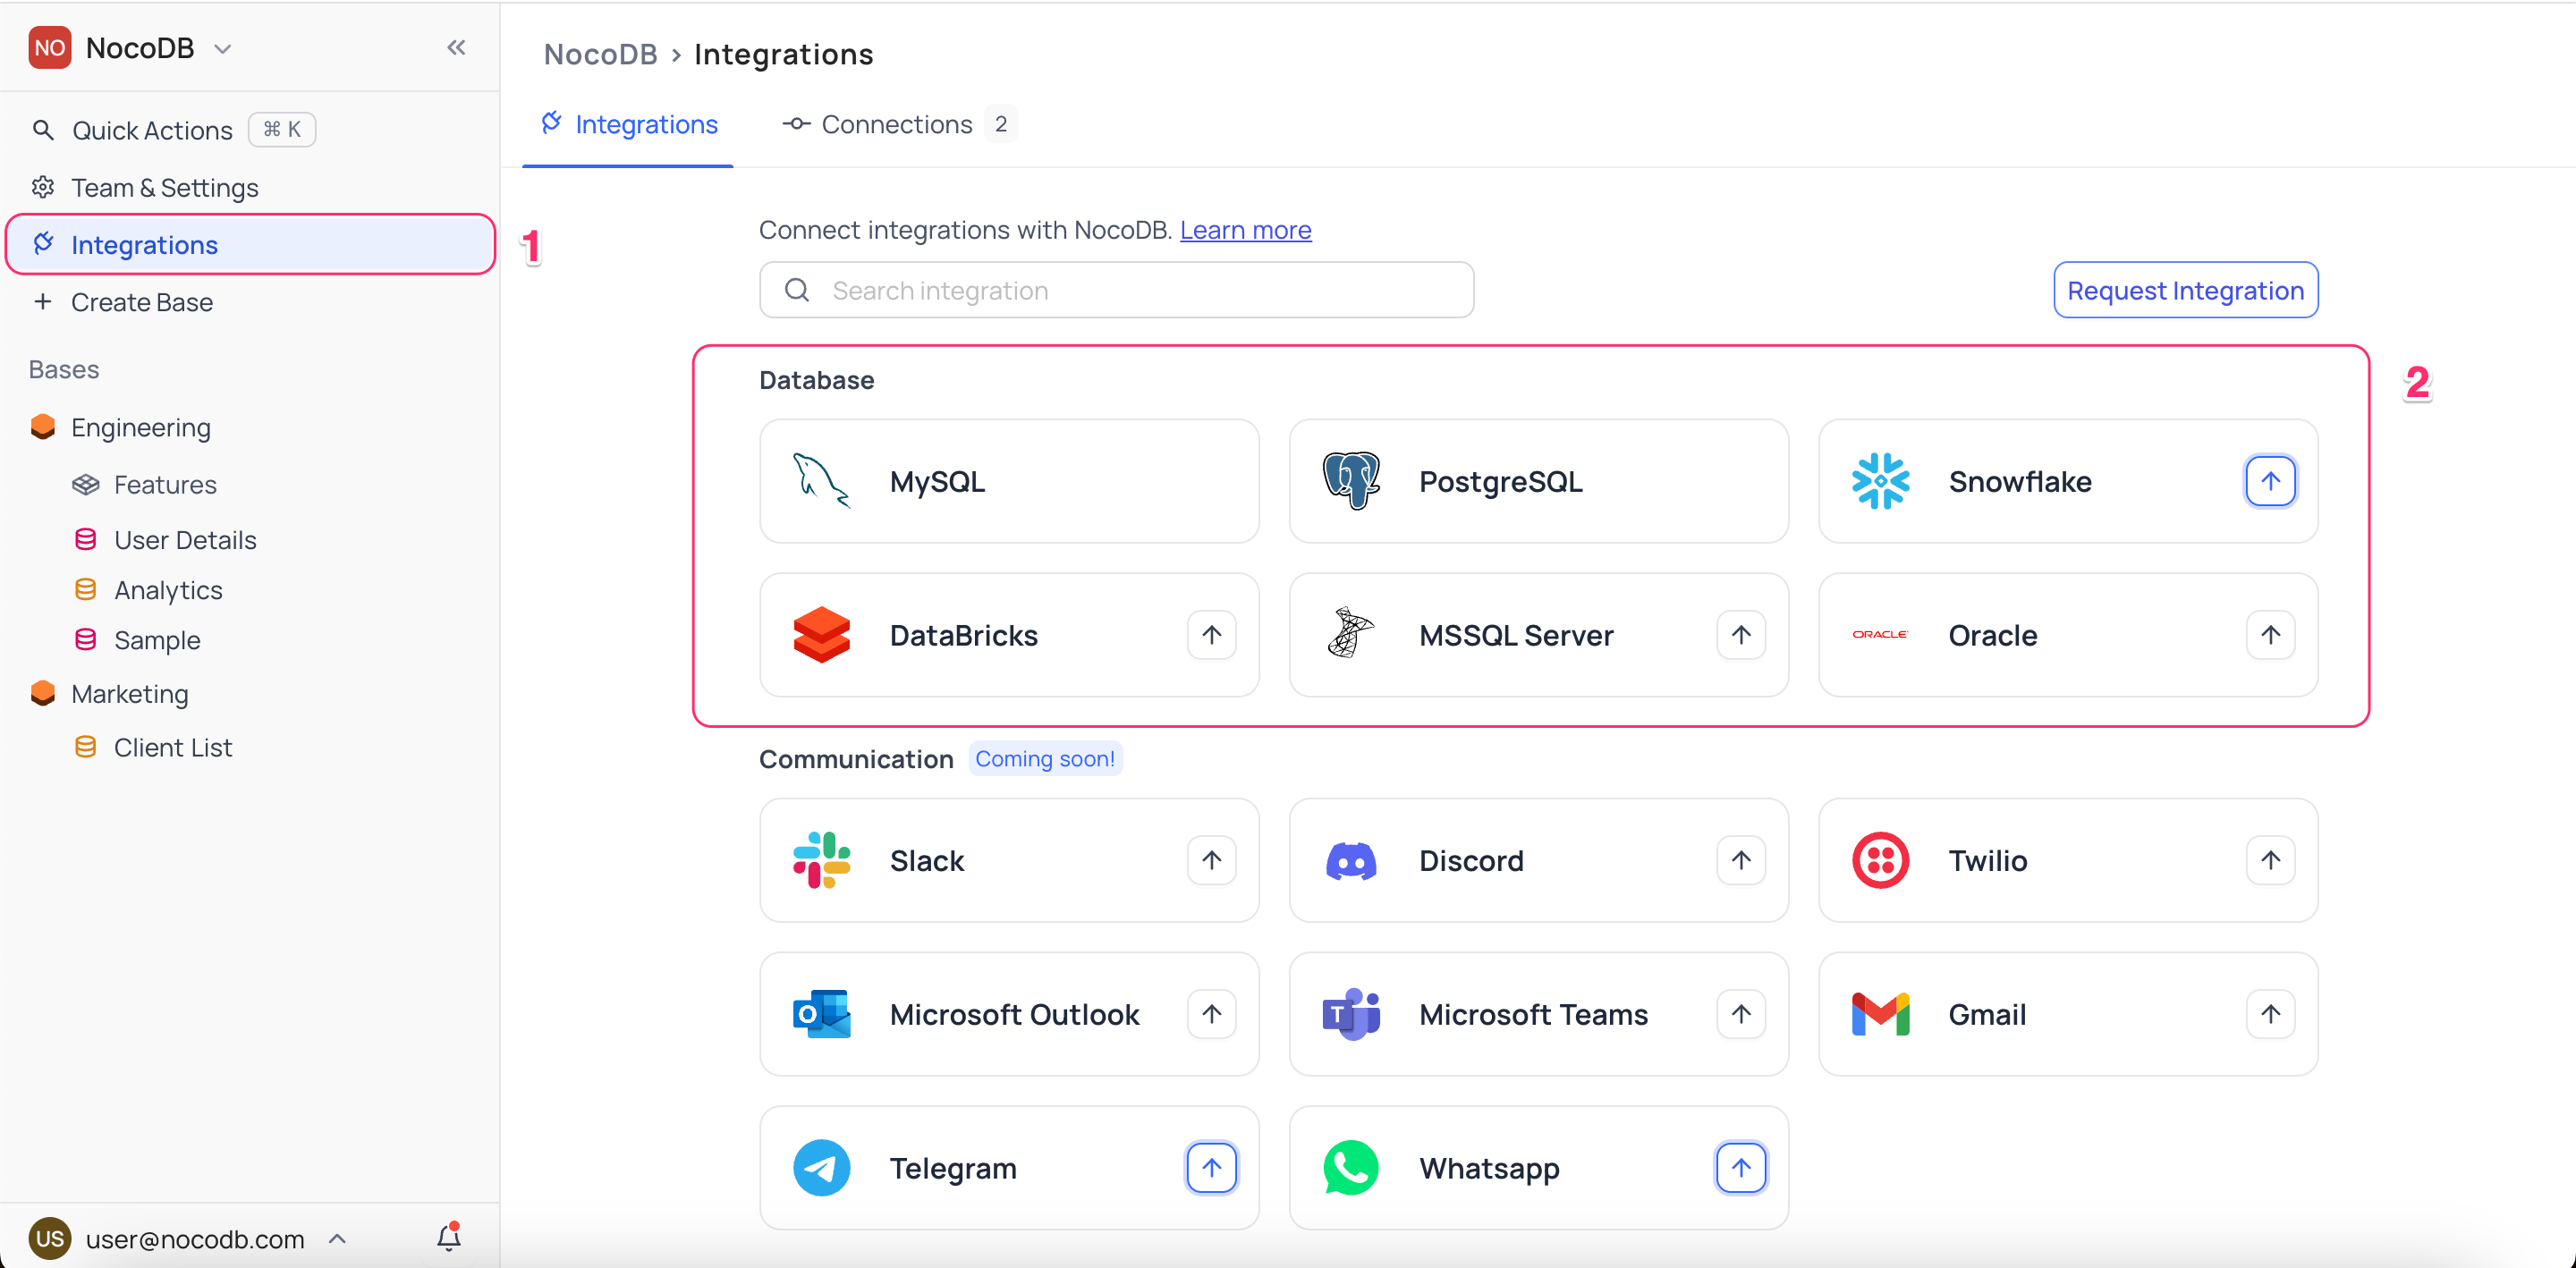 NO NocoDB
Quick Actions ⌘ K
Team & Settings
Integrations
1
Create Base
Bases
Engineering
Features
User Details
Analytics
Sample
Marketing
Client List
US user@nocodb.com
NocoDB › Integrations
Integrations
Connections 2
Connect integrations with NocoDB. Learn more
Search integration
Request Integration
2
Database
MySQL
PostgreSQL
Snowflake
DataBricks
MSSQL Server
ORACLE Oracle
Communication Coming soon!
Slack
Discord
Twilio
O Microsoft Outlook
T Microsoft Teams
Gmail
Telegram
Whatsapp